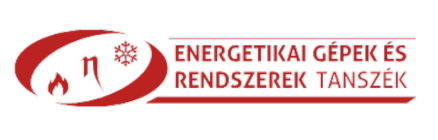 η
ENERGETIKAI GÉPEK ÉS
RENDSZEREK TANSZÉK